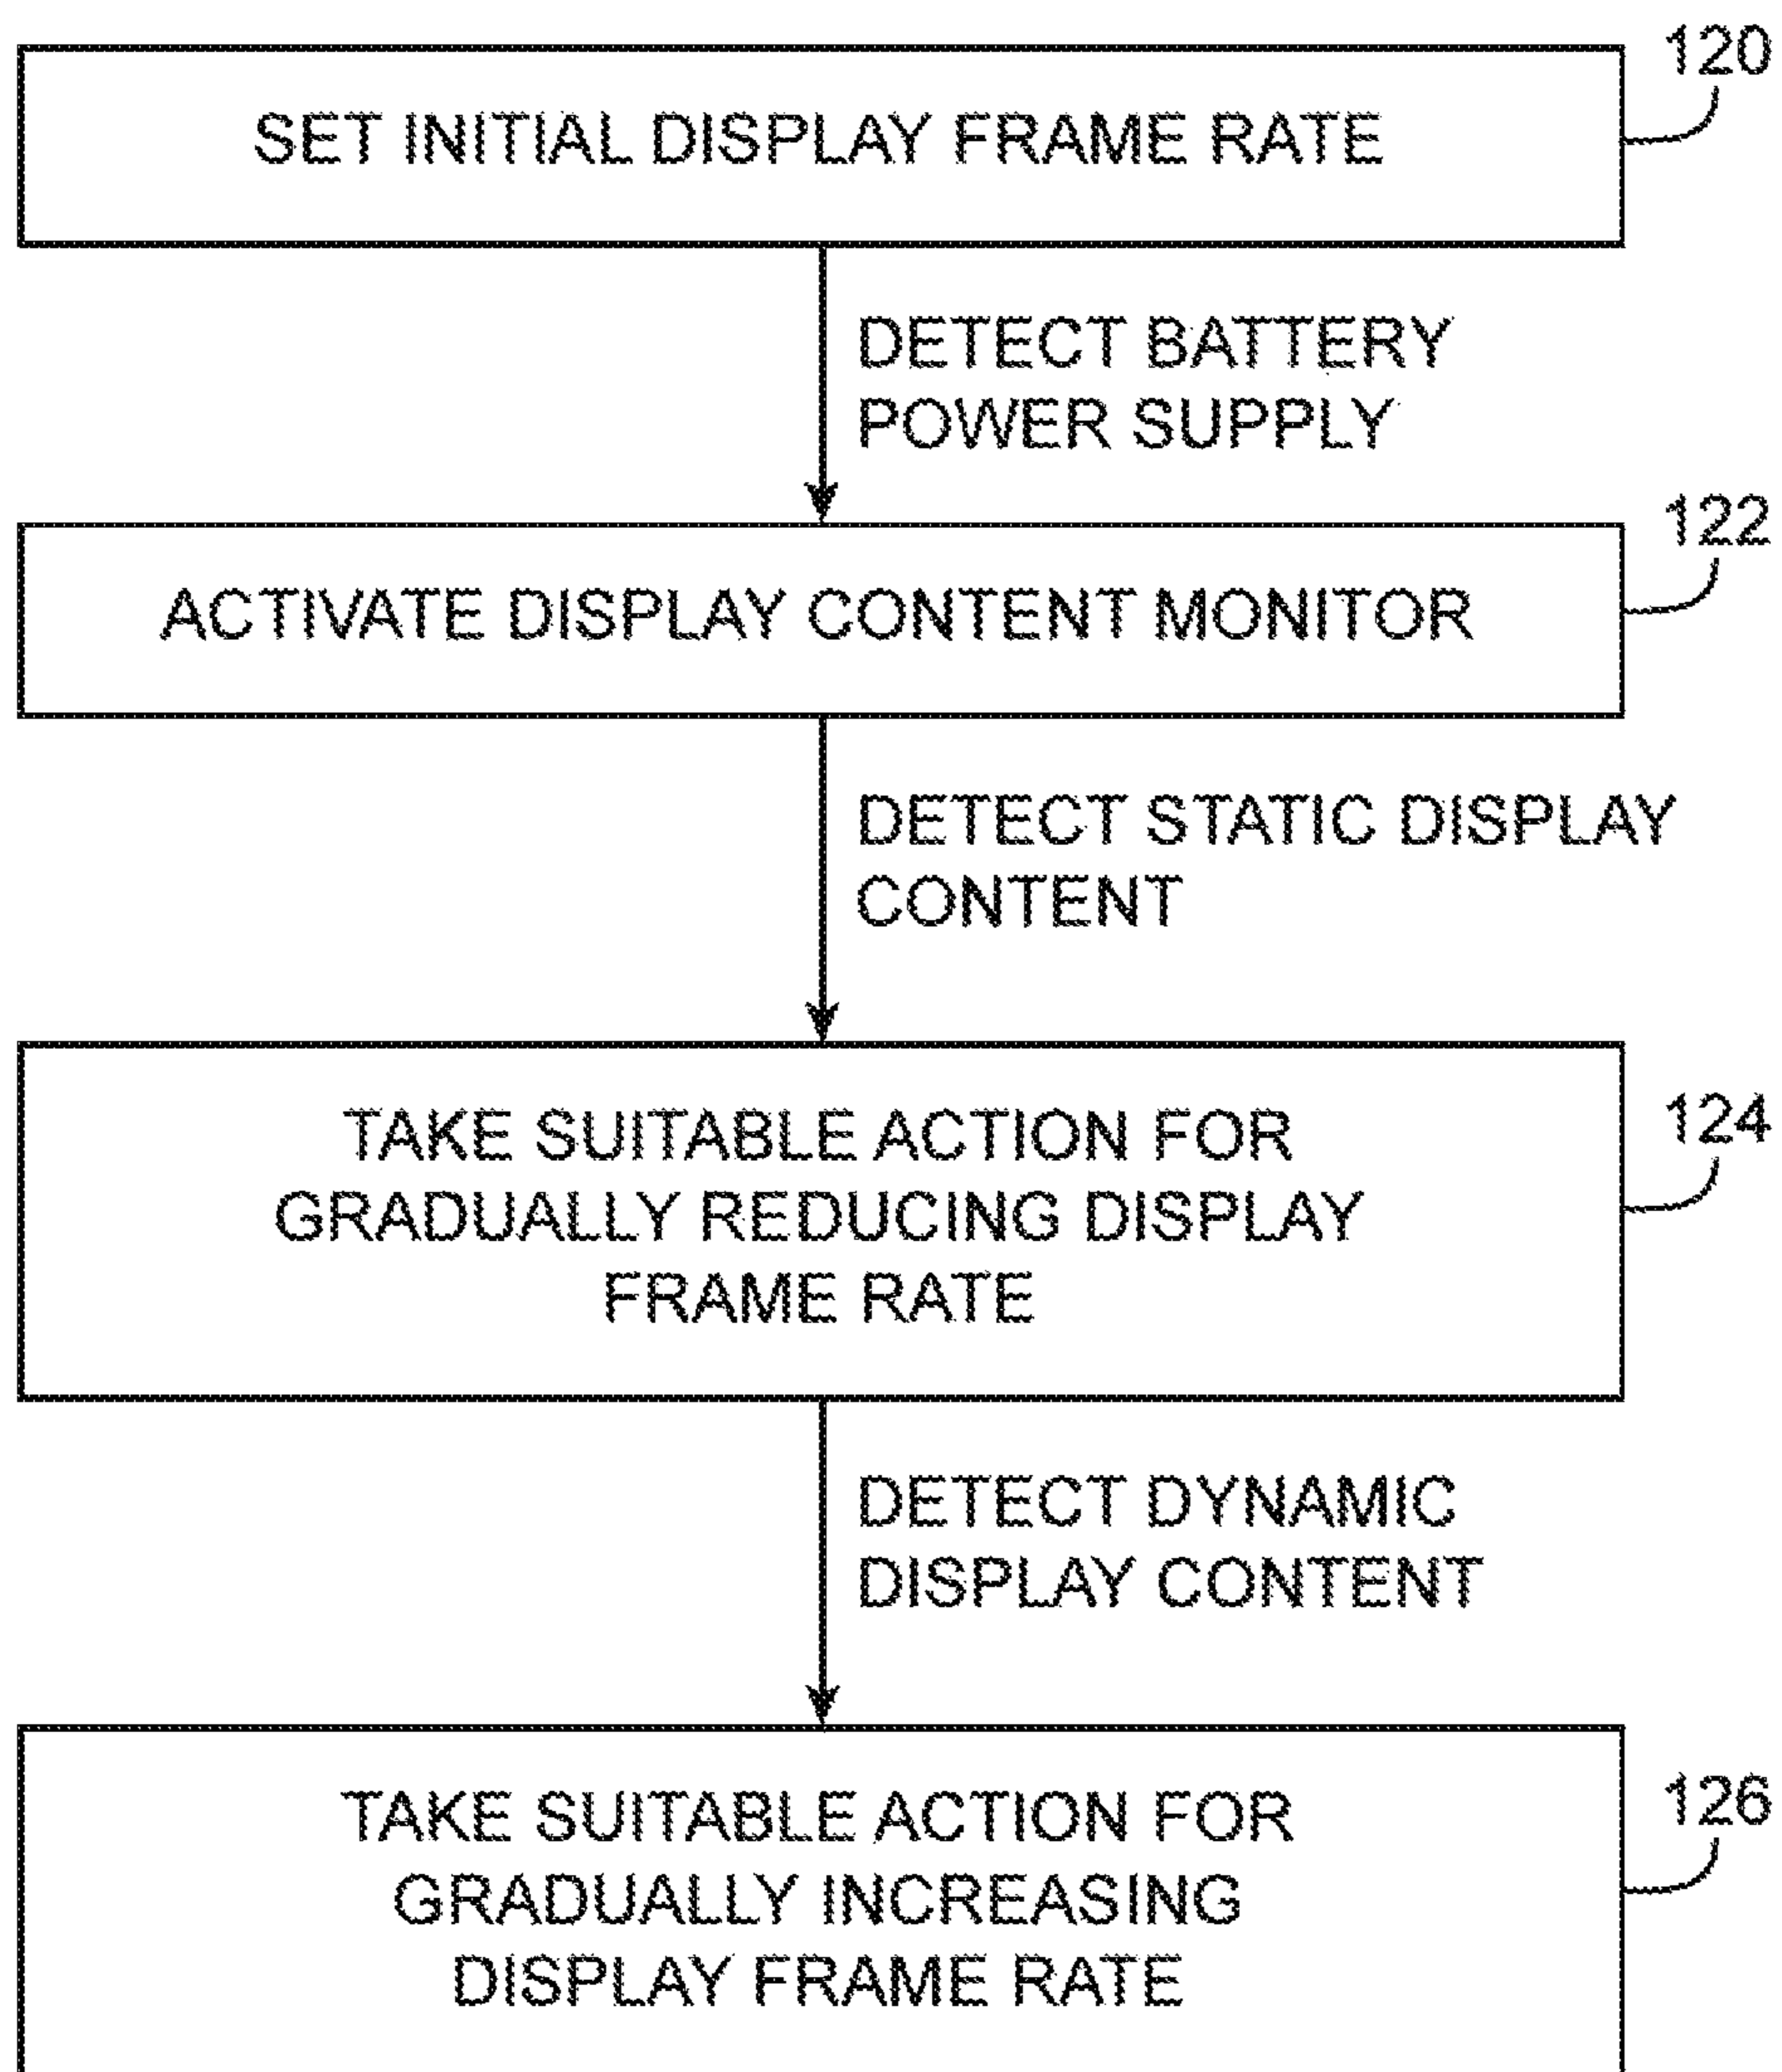 120
SET INITIAL DISPLAY FRAME RATE
DETECT BATTERY
POWER SUPPLY
122
ACTIVATE DISPLAY CONTENT MONITOR
DETECT STATIC DISPLAY
CONTENT
124
TAKE SUITABLE ACTION FOR
GRADUALLY REDUCING DISPLAY
FRAME RATE
DETECT DYNAMIC
DISPLAY CONTENT
126
TAKE SUITABLE ACTION FOR
GRADUALLY INCREASING
DISPLAY FRAME RATE